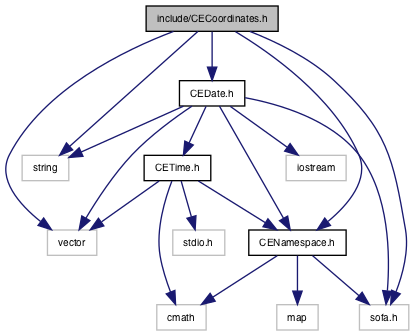 include/CECoordinates.h
CEDate.h
string
CETime.h
iostream
vector
stdio.h
CENamespace.h
cmath
map
sofa.h